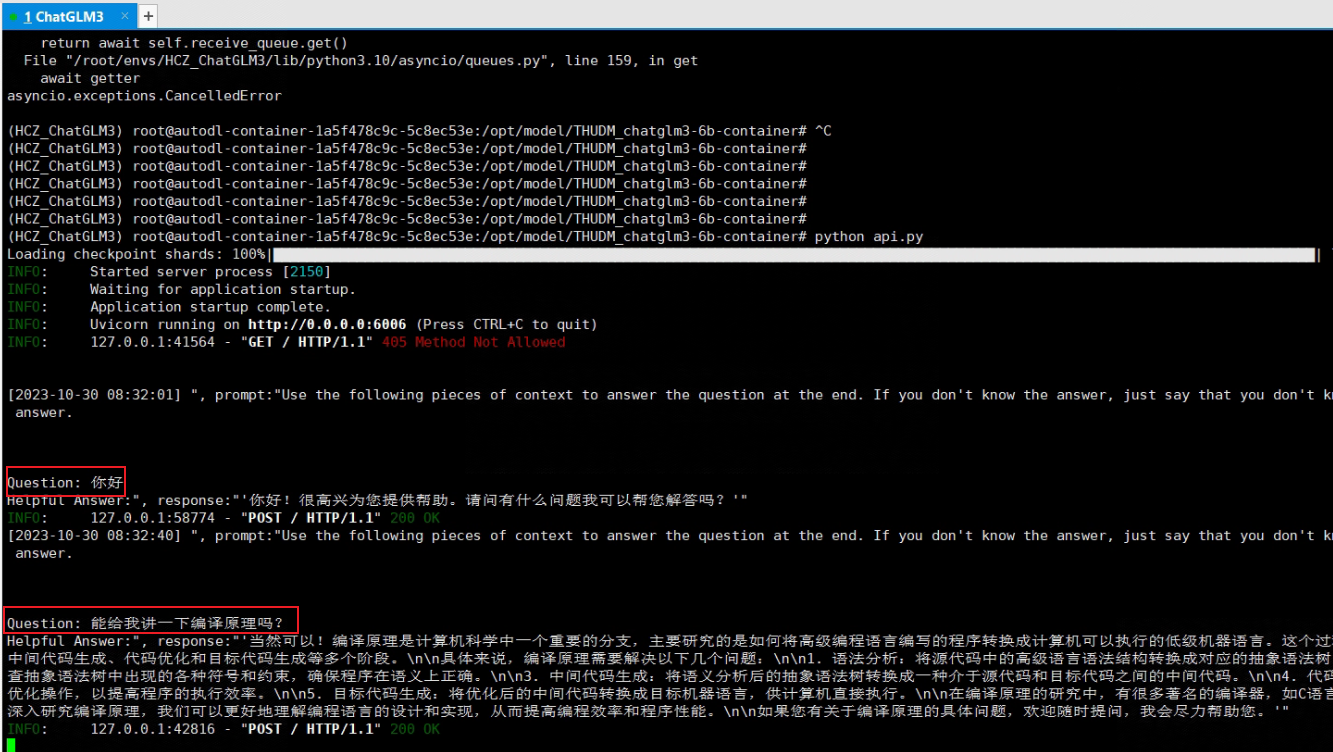 1 ChatGLM3 × +
return await self.receive_queue.get()
File "/root/envs/HCZ_ChatGLM3/lib/python3.10/asyncio/queues.py", line 159, in get
await getter
asyncio.exceptions.CancelledError
(HCZ_ChatGLM3) root@autodl-container-1a5f478c9c-5c8ec53e:/opt/model/THUDM_chatglm3-6b-container# ^C
(HCZ_ChatGLM3) root@autodl-container-1a5f478c9c-5c8ec53e:/opt/model/THUDM_chatglm3-6b-container#
(HCZ_ChatGLM3) root@autodl-container-1a5f478c9c-5c8ec53e:/opt/model/THUDM_chatglm3-6b-container#
(HCZ_ChatGLM3) root@autodl-container-1a5f478c9c-5c8ec53e:/opt/model/THUDM_chatglm3-6b-container#
(HCZ_ChatGLM3) root@autodl-container-1a5f478c9c-5c8ec53e:/opt/model/THUDM_chatglm3-6b-container#
(HCZ_ChatGLM3) root@autodl-container-1a5f478c9c-5c8ec53e:/opt/model/THUDM_chatglm3-6b-container#
(HCZ_ChatGLM3) root@autodl-container-1a5f478c9c-5c8ec53e:/opt/model/THUDM_chatglm3-6b-container# python api.py
Loading checkpoint shards: 100%| |
INFO: Started server process [2150]
INFO: Waiting for application startup.
INFO: Application startup complete.
INFO: Uvicorn running on http://0.0.0.0:6006 (Press CTRL+C to quit)
INFO: 127.0.0.1:41564 - "GET / HTTP/1.1" 405 Method Not Allowed
[2023-10-30 08:32:01] ", prompt:"Use the following pieces of context to answer the question at the end. If you don't know the answer, just say that you don't
answer.
Question: 你好
Helpful Answer:", response:"'你好！很高兴为您提供帮助。请问有什么问题我可以帮您解答吗？'"
INFO: 127.0.0.1:58774 - "POST / HTTP/1.1" 200 OK
[2023-10-30 08:32:40] ", prompt:"Use the following pieces of context to answer the question at the end. If you don't know the answer, just say that you don't
answer.
Question: 能给我讲一下编译原理吗？
Helpful Answer:", response:"'当然可以！编译原理是计算机科学中一个重要的分支，主要研究的是如何将高级编程语言编写的程序转换成计算机可以执行的低级机器语言。这个过
中间代码生成、代码优化和目标代码生成等多个阶段。\n\n具体来说，编译原理需要解决以下几个问题：\n\n1. 语法分析：将源代码中的高级语言语法结构转换成对应的抽象语法树
查抽象语法树中出现的各种符号和约束，确保程序在语义上正确。\n\n3. 中间代码生成：将语义分析后的抽象语法树转换成一种介于源代码和目标代码之间的中间代码。\n\n4. 代码
优化操作，以提高程序的执行效率。\n\n5. 目标代码生成：将优化后的中间代码转换成目标机器语言，供计算机直接执行。\n\n在编译原理的研究中，有很多著名的编译器，如C语言
深入研究编译原理，我们可以更好地理解编程语言的设计和实现，从而提高编程效率和程序性能。\n\n如果您有关于编译原理的具体问题，欢迎随时提问，我会尽力帮助您。'"
INFO: 127.0.0.1:42816 - "POST / HTTP/1.1" 200 OK